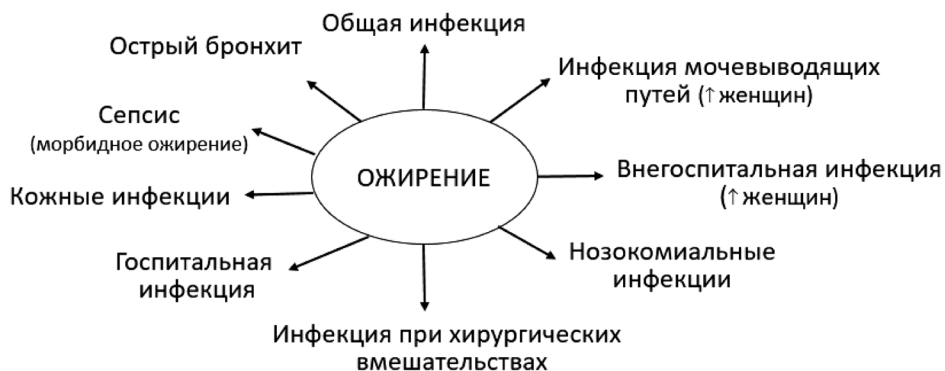 Общая инфекция
Острый бронхит
Инфекция мочевыводящих
путей (↑женщин)
Сепсис
(морбидное ожирение)
ОЖИРЕНИЕ
Внегоспитальная инфекция
(↑женщин)
Кожные инфекции
Нозокомиальные
инфекции
Госпитальная
инфекция
Инфекция при хирургических
вмешательствах